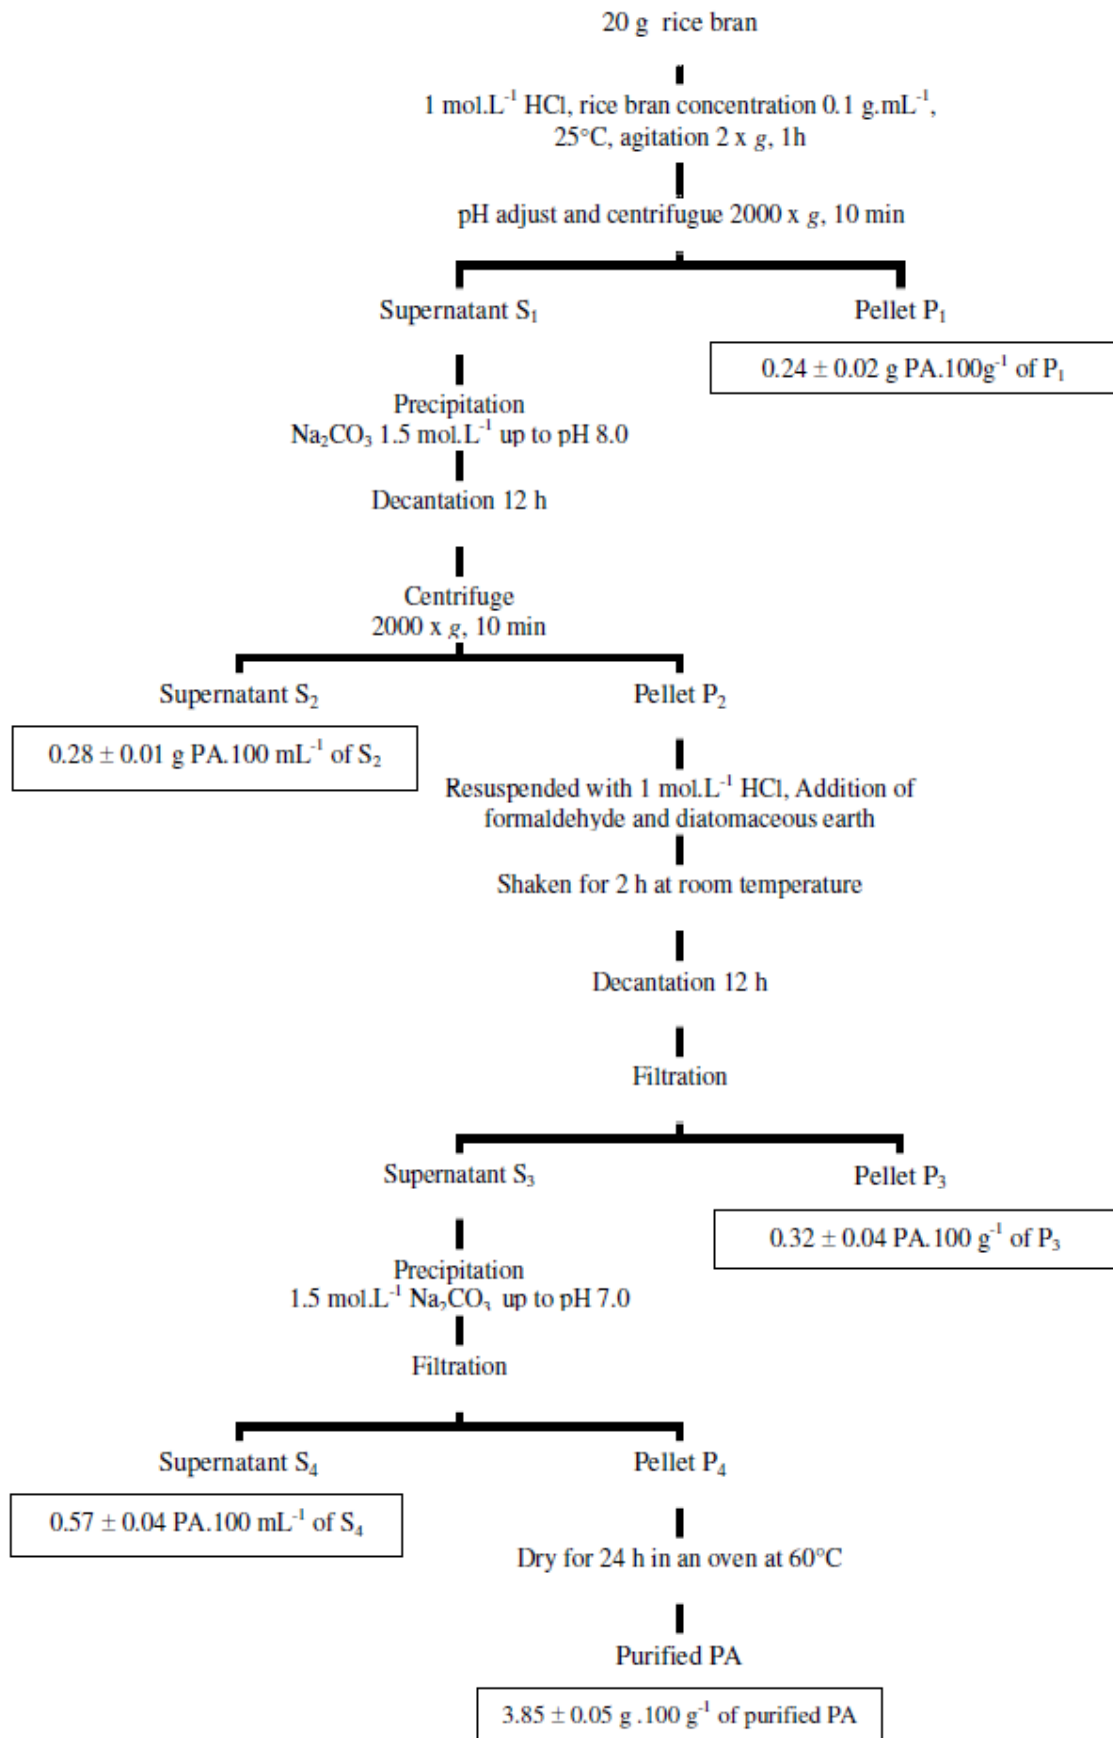 20 g rice bran
1 mol.L⁻¹ HCl, rice bran concentration 0.1 g.mL⁻¹,
25°C, agitation 2 x g, 1h
pH adjust and centrifugue 2000 x g, 10 min
Supernatant S₁
Pellet P₁
0.24 ± 0.02 g PA.100g⁻¹ of P₁
Precipitation
Na₂CO₃ 1.5 mol.L⁻¹ up to pH 8.0
Decantation 12 h
Centrifuge
2000 x g, 10 min
Supernatant S₂
Pellet P₂
0.28 ± 0.01 g PA.100 mL⁻¹ of S₂
Resuspended with 1 mol.L⁻¹ HCl, Addition of
formaldehyde and diatomaceous earth
Shaken for 2 h at room temperature
Decantation 12 h
Filtration
Supernatant S₃
Pellet P₃
0.32 ± 0.04 PA.100 g⁻¹ of P₃
Precipitation
1.5 mol.L⁻¹ Na₂CO₃ up to pH 7.0
Filtration
Supernatant S₄
Pellet P₄
0.57 ± 0.04 PA.100 mL⁻¹ of S₄
Dry for 24 h in an oven at 60°C
Purified PA
3.85 ± 0.05 g .100 g⁻¹ of purified PA